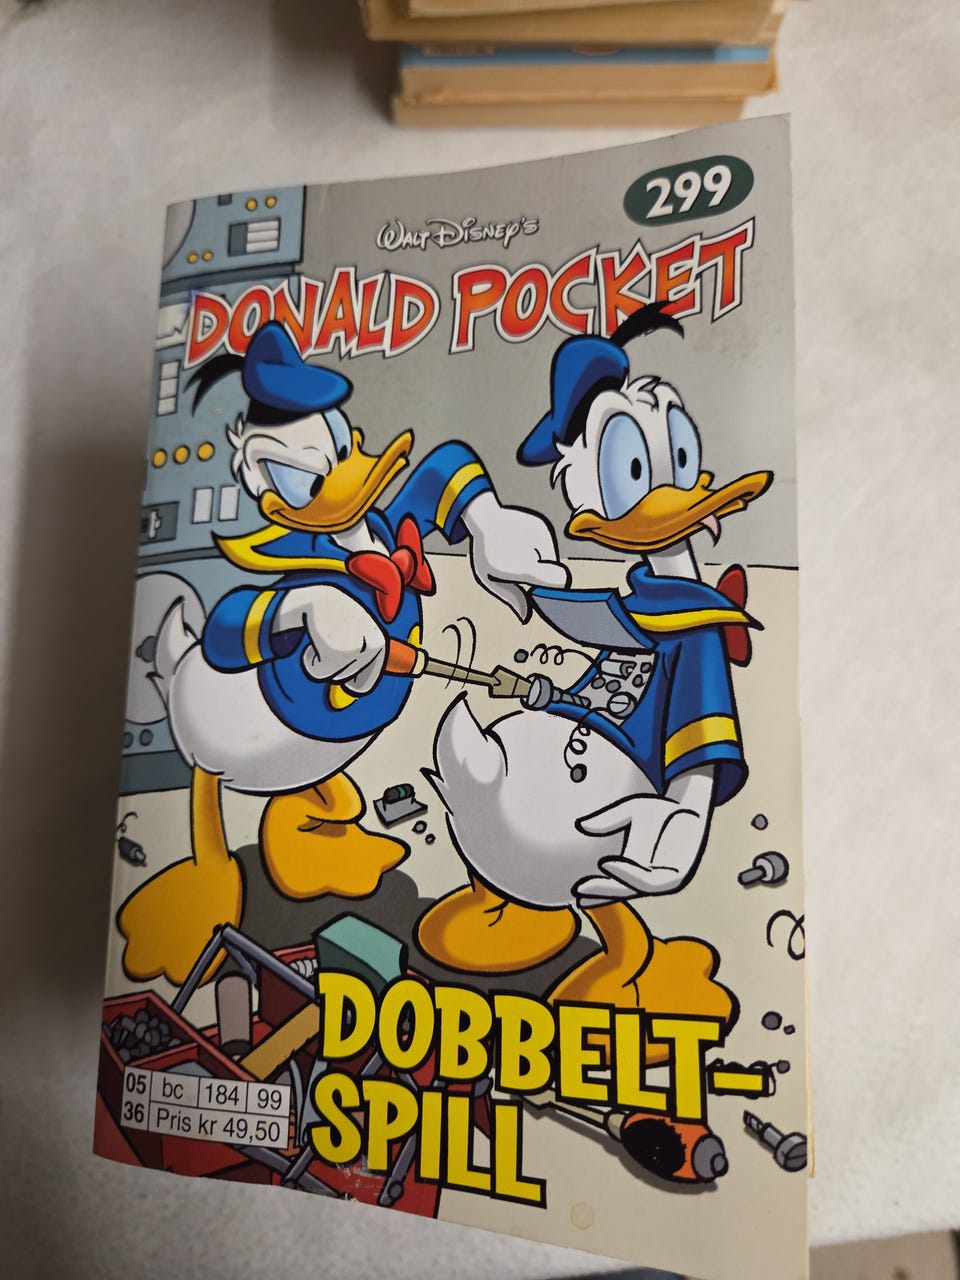 299
WALT DISNEY'S
DONALD POCKET
DOBBELT-
SPILL
05 bc 184 99
36 Pris kr 49,50